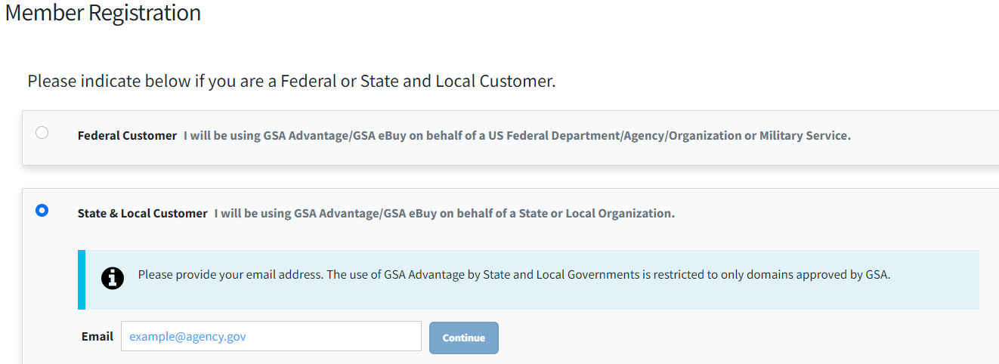 Member Registration
Please indicate below if you are a Federal or State and Local Customer.
Federal Customer I will be using GSA Advantage/GSA eBuy on behalf of a US Federal Department/Agency/Organization or Military Service.
State & Local Customer I will be using GSA Advantage/GSA eBuy on behalf of a State or Local Organization.
Please provide your email address. The use of GSA Advantage by State and Local Governments is restricted to only domains approved by GSA.
Email example@agency.gov Continue